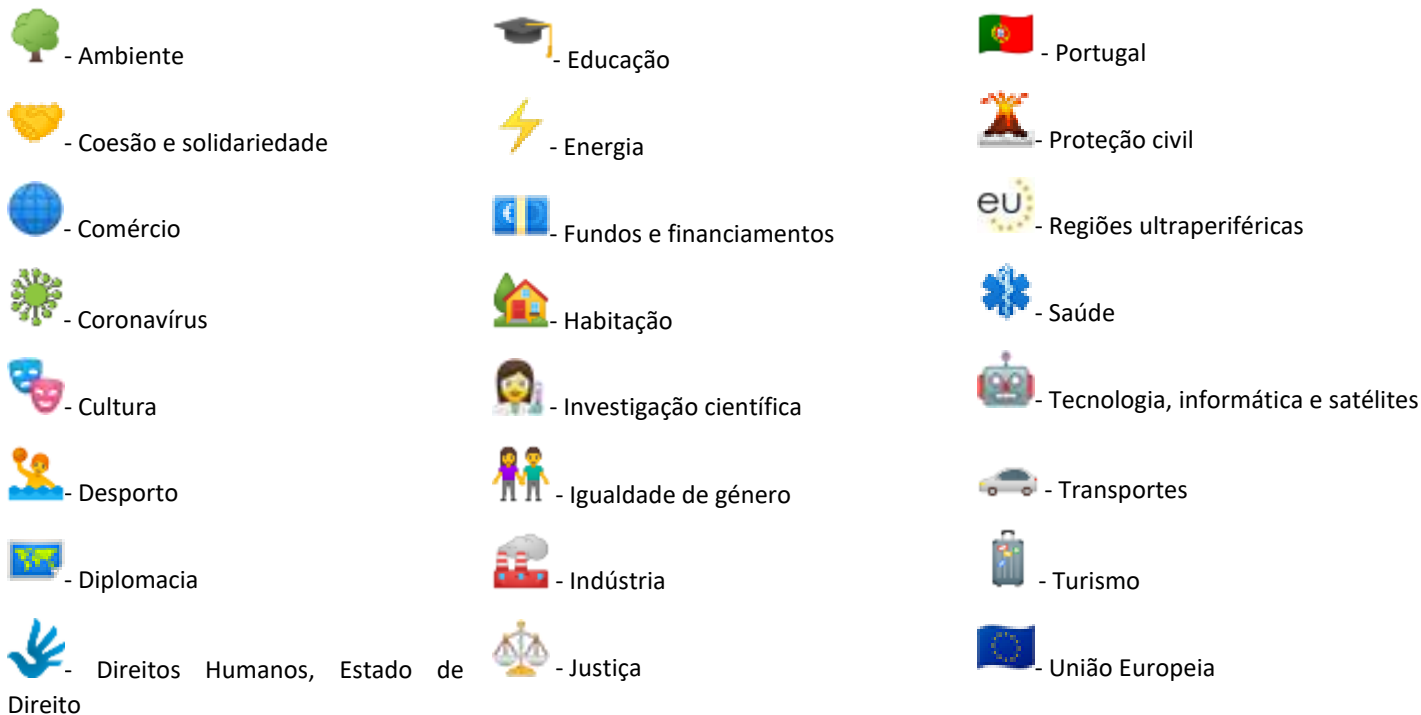 - Ambiente
- Coesão e solidariedade
- Comércio
- Coronavírus
- Cultura
- Desporto
- Diplomacia
- Direitos Humanos, Estado de
Direito
- Educação
- Energia
- Fundos e financiamentos
- Habitação
- Investigação científica
- Igualdade de género
- Indústria
- Justiça
- Portugal
- Proteção civil
eu
- Regiões ultraperiféricas
- Saúde
- Tecnologia, informática e satélites
- Transportes
- Turismo
- União Europeia